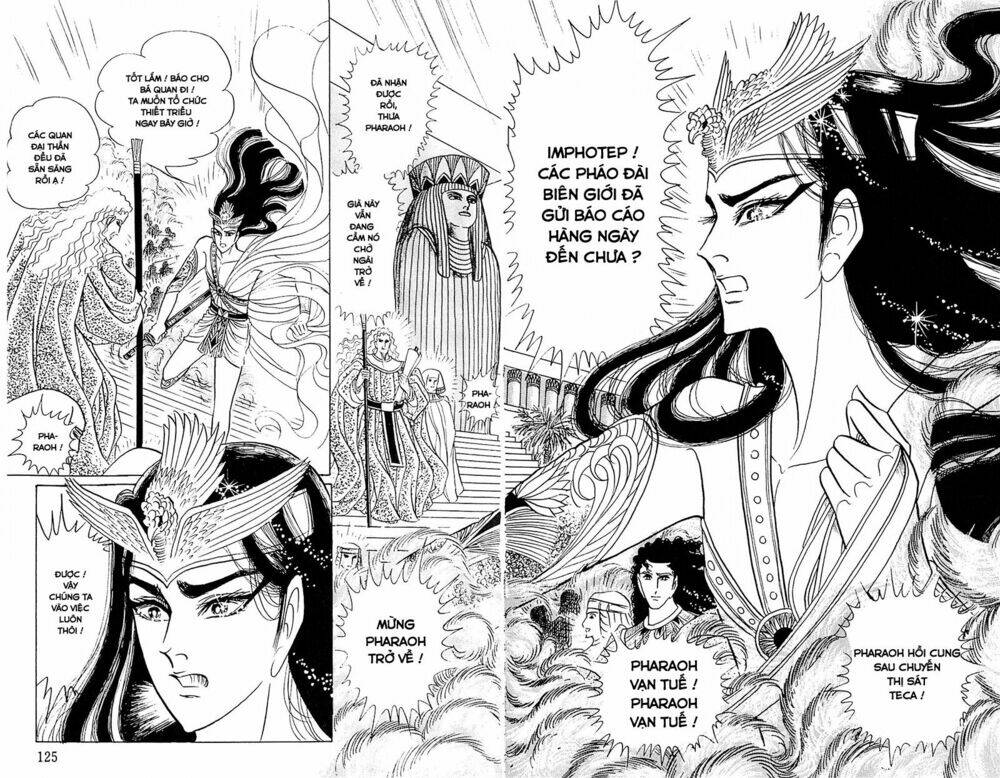 PHARAOH HỒI CUNG
SAU CHUYẾN
THỊ SÁT
TECA !
IMPHOTEP !
CÁC PHÁO ĐÀI
BIÊN GIỚI ĐÃ
GỬI BÁO CÁO
HÀNG NGÀY
ĐẾN CHƯA ?
PHARAOH
VẠN TUẾ !
PHARAOH
VẠN TUẾ !
PHA-
RAOH !
MỪNG
PHARAOH
TRỞ VỀ !
ĐÃ NHẬN
ĐƯỢC
RỒI,
THƯA
PHARAOH !
GIÀ NÀY
VẪN
ĐANG
CẦM NÓ
CHỜ
NGÀI
TRỞ
VỀ !
TỐT LẮM ! BÁO CHO
BÁ QUAN ĐI !
TA MUỐN TỔ CHỨC
THIẾT TRIỀU
NGAY BÂY GIỜ !
CÁC QUAN
ĐẠI THẦN
ĐỀU ĐÃ
SẴN SÁNG
RỒI Ạ !
PHA-
RAOH !
ĐƯỢC !
VẬY
CHÚNG TA
VÀO VIỆC
LUÔN
THÔI !
125